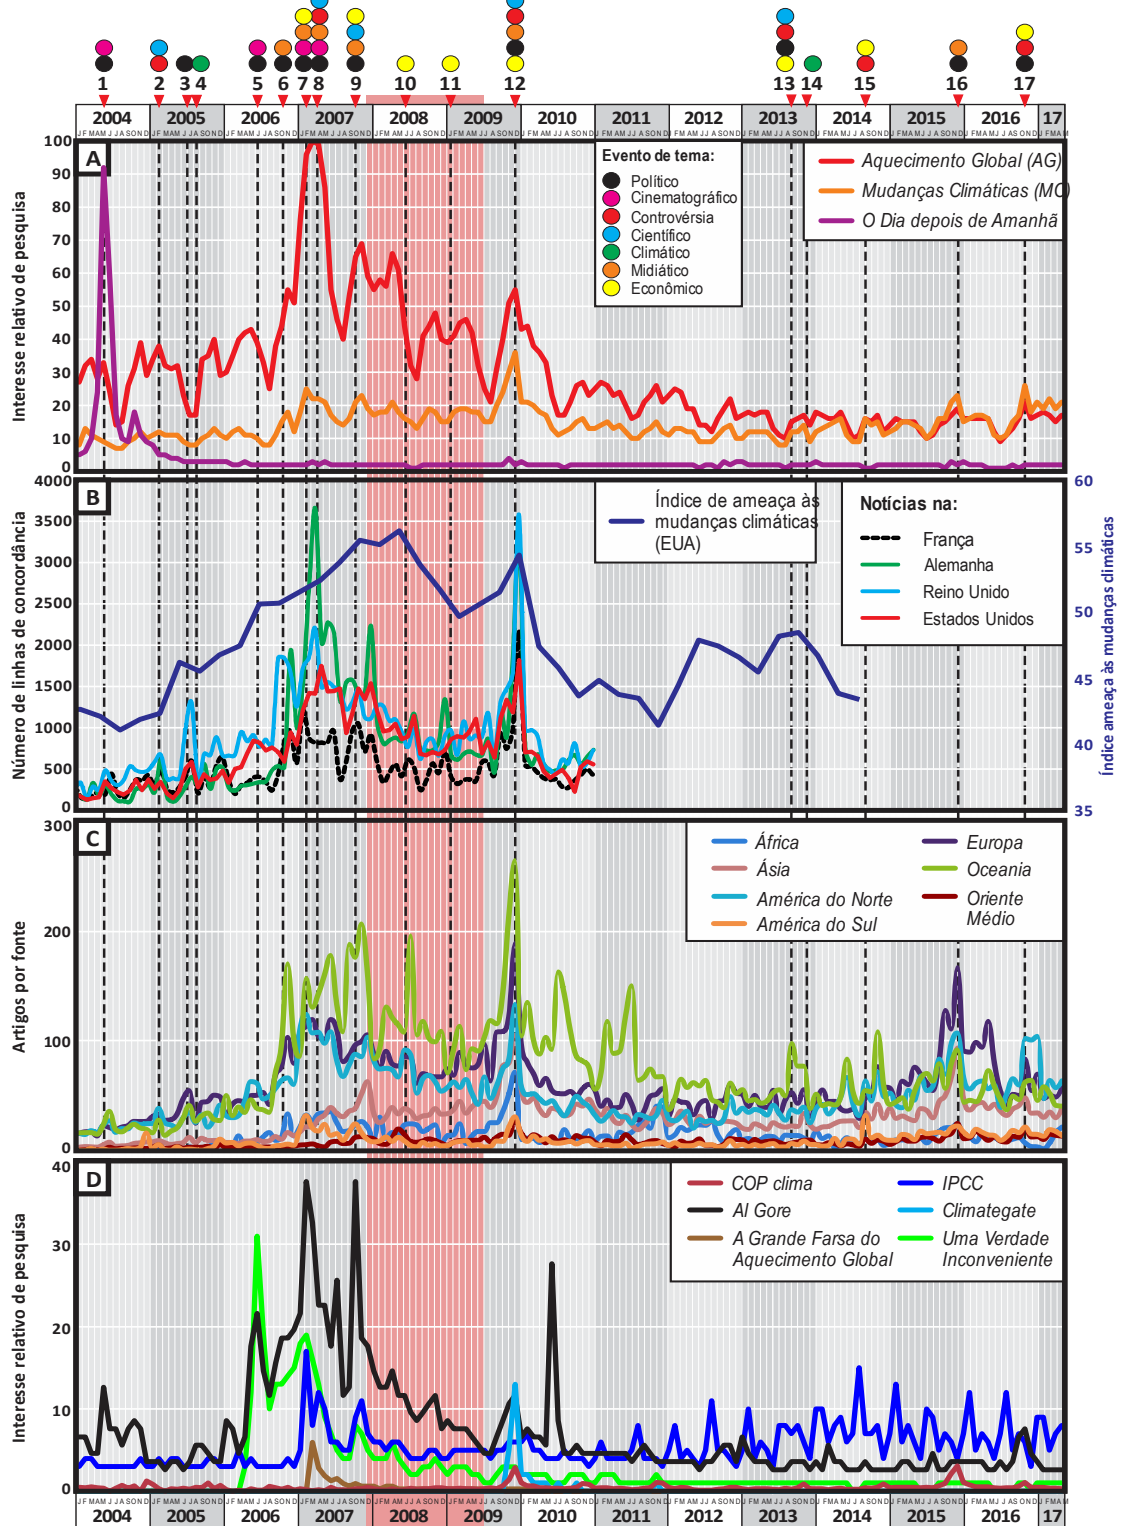 1 2 3 4 5 6 7 8 9 10 11 12 13 14 15 16 17
2004 2005 2006 2007 2008 2009 2010 2011 2012 2013 2014 2015 2016 17
A
Interesse relativo de pesquisa
100
90
80
70
60
50
40
30
20
10
0
Evento de tema:
Político
Cinematográfico
Controvérsia
Científico
Climático
Midiático
Econômico
Aquecimento Global (AG)
Mudanças Climáticas (MC)
O Dia depois de Amanhã
B
Número de linhas de concordância
4000
3500
3000
2500
2000
1500
1000
500
0
Índice de ameaça às
mudanças climáticas
(EUA)
Notícias na:
França
Alemanha
Reino Unido
Estados Unidos
60
55
50
45
40
35
Índice ameaça às mudanças climáticas
C
Artigos por fonte
300
200
100
0
África
Ásia
América do Norte
América do Sul
Europa
Oceania
Oriente
Médio
D
Interesse relativo de pesquisa
40
30
20
10
0
COP clima
Al Gore
A Grande Farsa do
Aquecimento Global
IPCC
Climategate
Uma Verdade
Inconveniente
2004 2005 2006 2007 2008 2009 2010 2011 2012 2013 2014 2015 2016 17